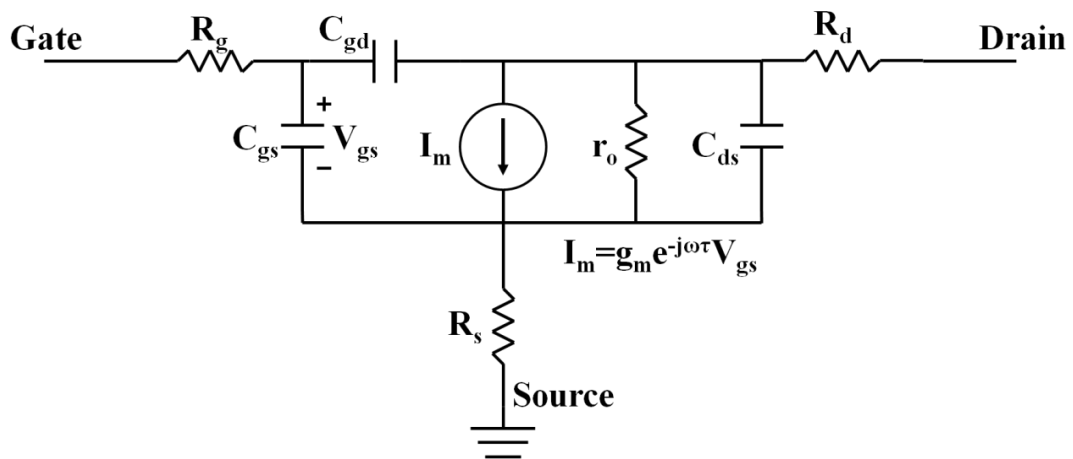 Gate
R_g
C_gd
R_d
Drain
+
C_gs
V_gs
−
I_m
r_o
C_ds
I_m=g_m e^{-jωτ}V_gs
R_s
Source